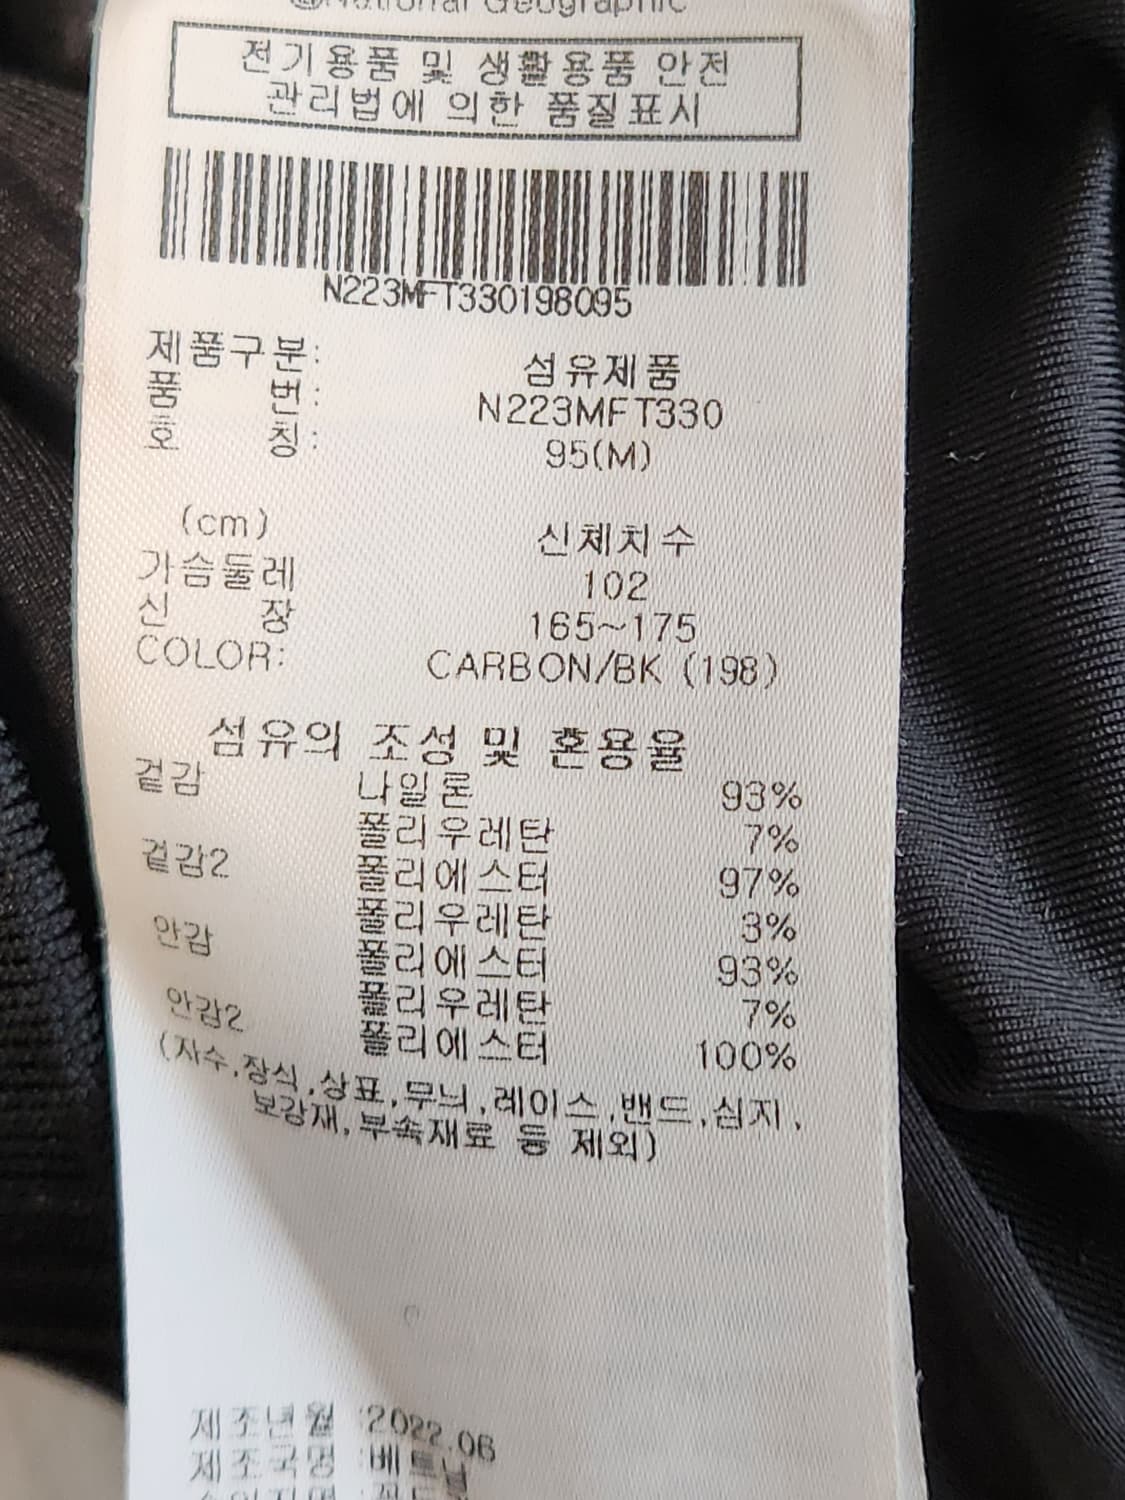 ©National Geographic
전기용품 및 생활용품 안전
관리법에 의한 품질표시
N223MFT330198095
제품구분: 섬유제품
품 번: N223MFT330
호 칭: 95(M)
(cm) 신체치수
가슴둘레 102
신 장 165~175
COLOR: CARBON/BK (198)
섬유의 조성 및 혼용율
겉감 나일론 93%
폴리우레탄 7%
겉감2 폴리에스터 97%
폴리우레탄 3%
안감 폴리에스터 93%
폴리우레탄 7%
안감2 폴리에스터 100%
(자수,장식,상표,무늬,레이스,밴드,심지,
보강재,부속재료 등 제외)
제조년월 :2022.06
제조국명 :베트남